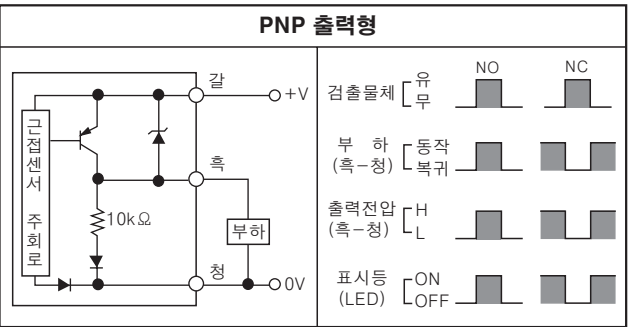 PNP 출력형
갈
+V
근접센서 주회로
흑
10kΩ
부하
청
0V
NO
NC
검출물체
유
무
부 하
(흑-청)
동작
복귀
출력전압
(흑-청)
H
L
표시등
(LED)
ON
OFF